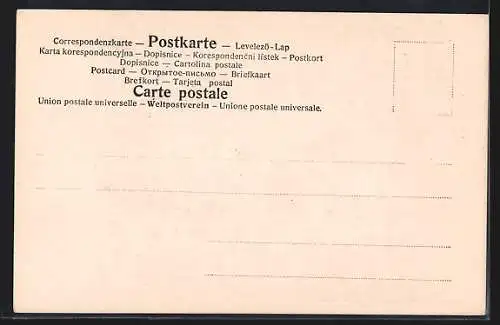 Correspondenzkarte — Postkarte — Levelező-Lap
Karta korespondencyjna — Dopisnice — Korespondenční lístek — Postkort
Dopisnice — Cartolina postale
Postcard — Открытое-письмо — Briefkaart
Brefkort — Tarjeta postal
Carte postale
Union postale universelle — Weltpostverein — Unione postale universale.